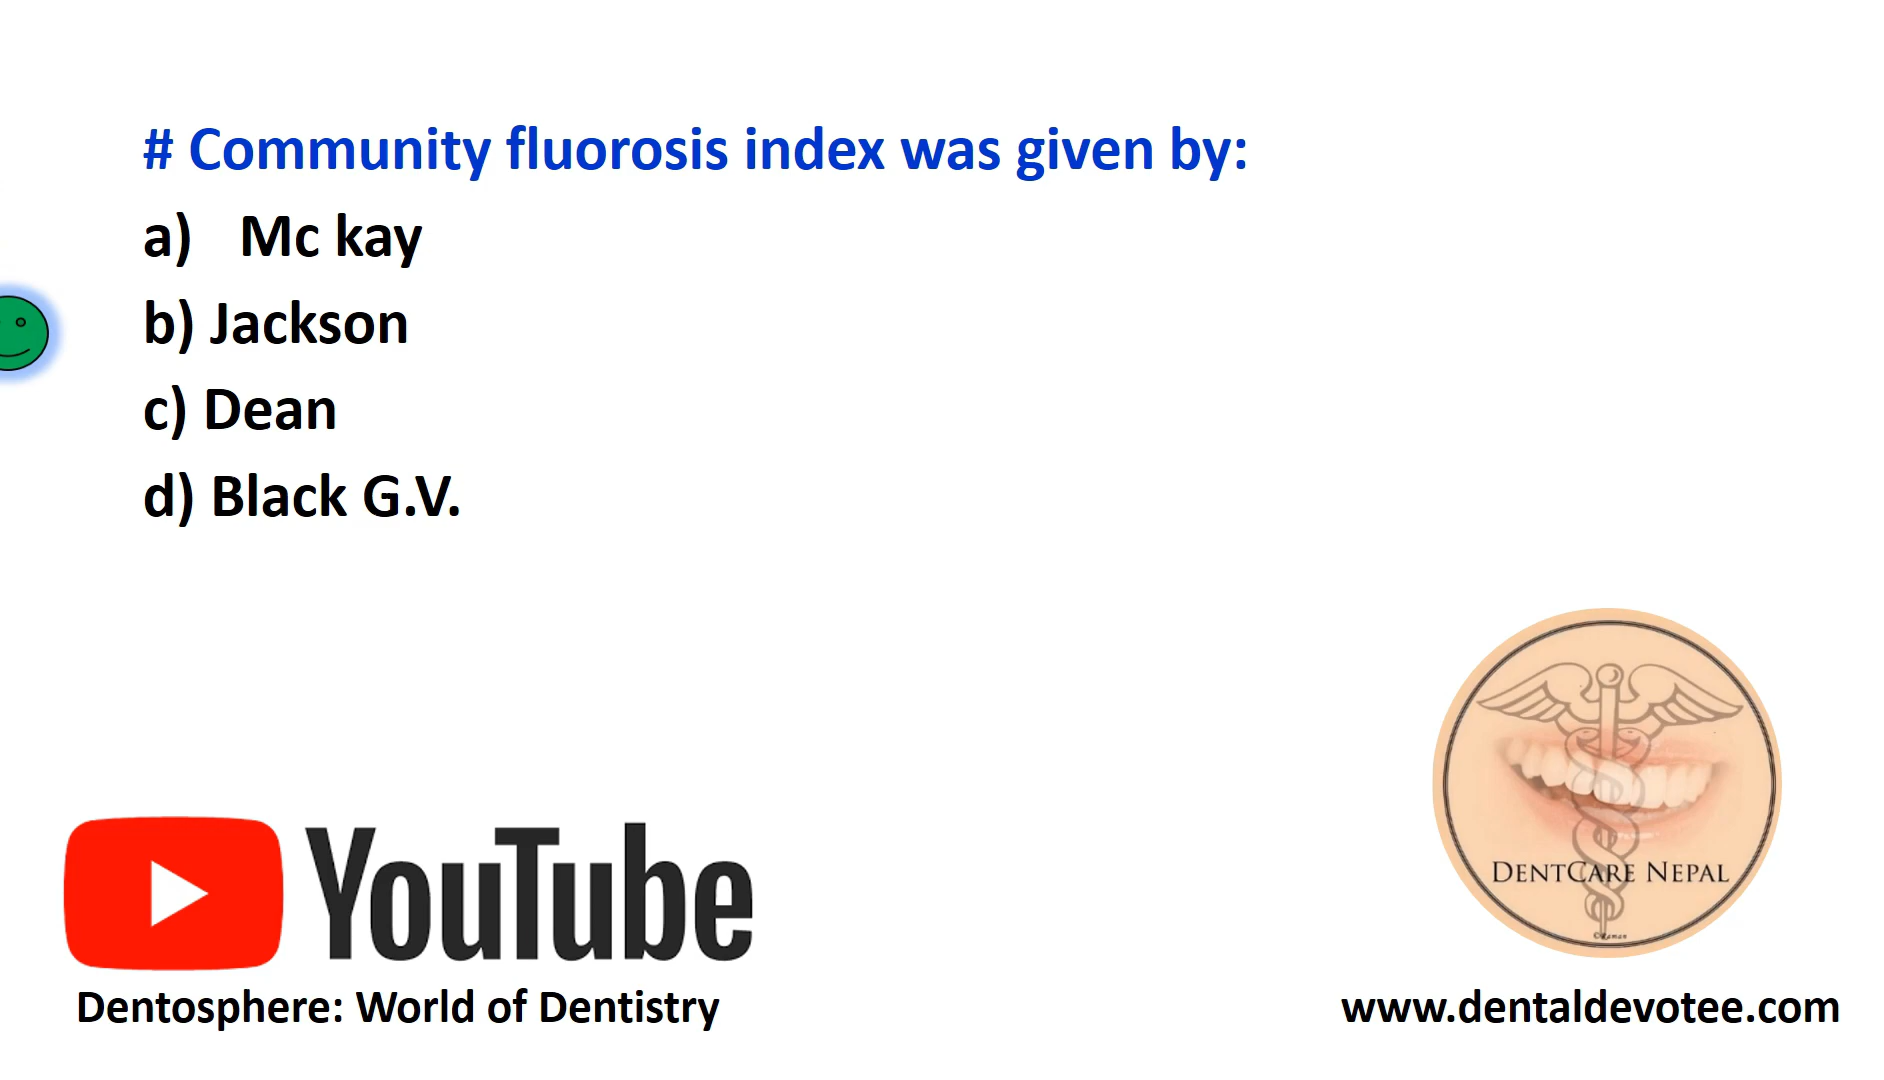 # Community fluorosis index was given by:
a) Mc kay
b) Jackson
c) Dean
d) Black G.V.
YouTube
Dentosphere: World of Dentistry
DENTCARE NEPAL
www.dentaldevotee.com